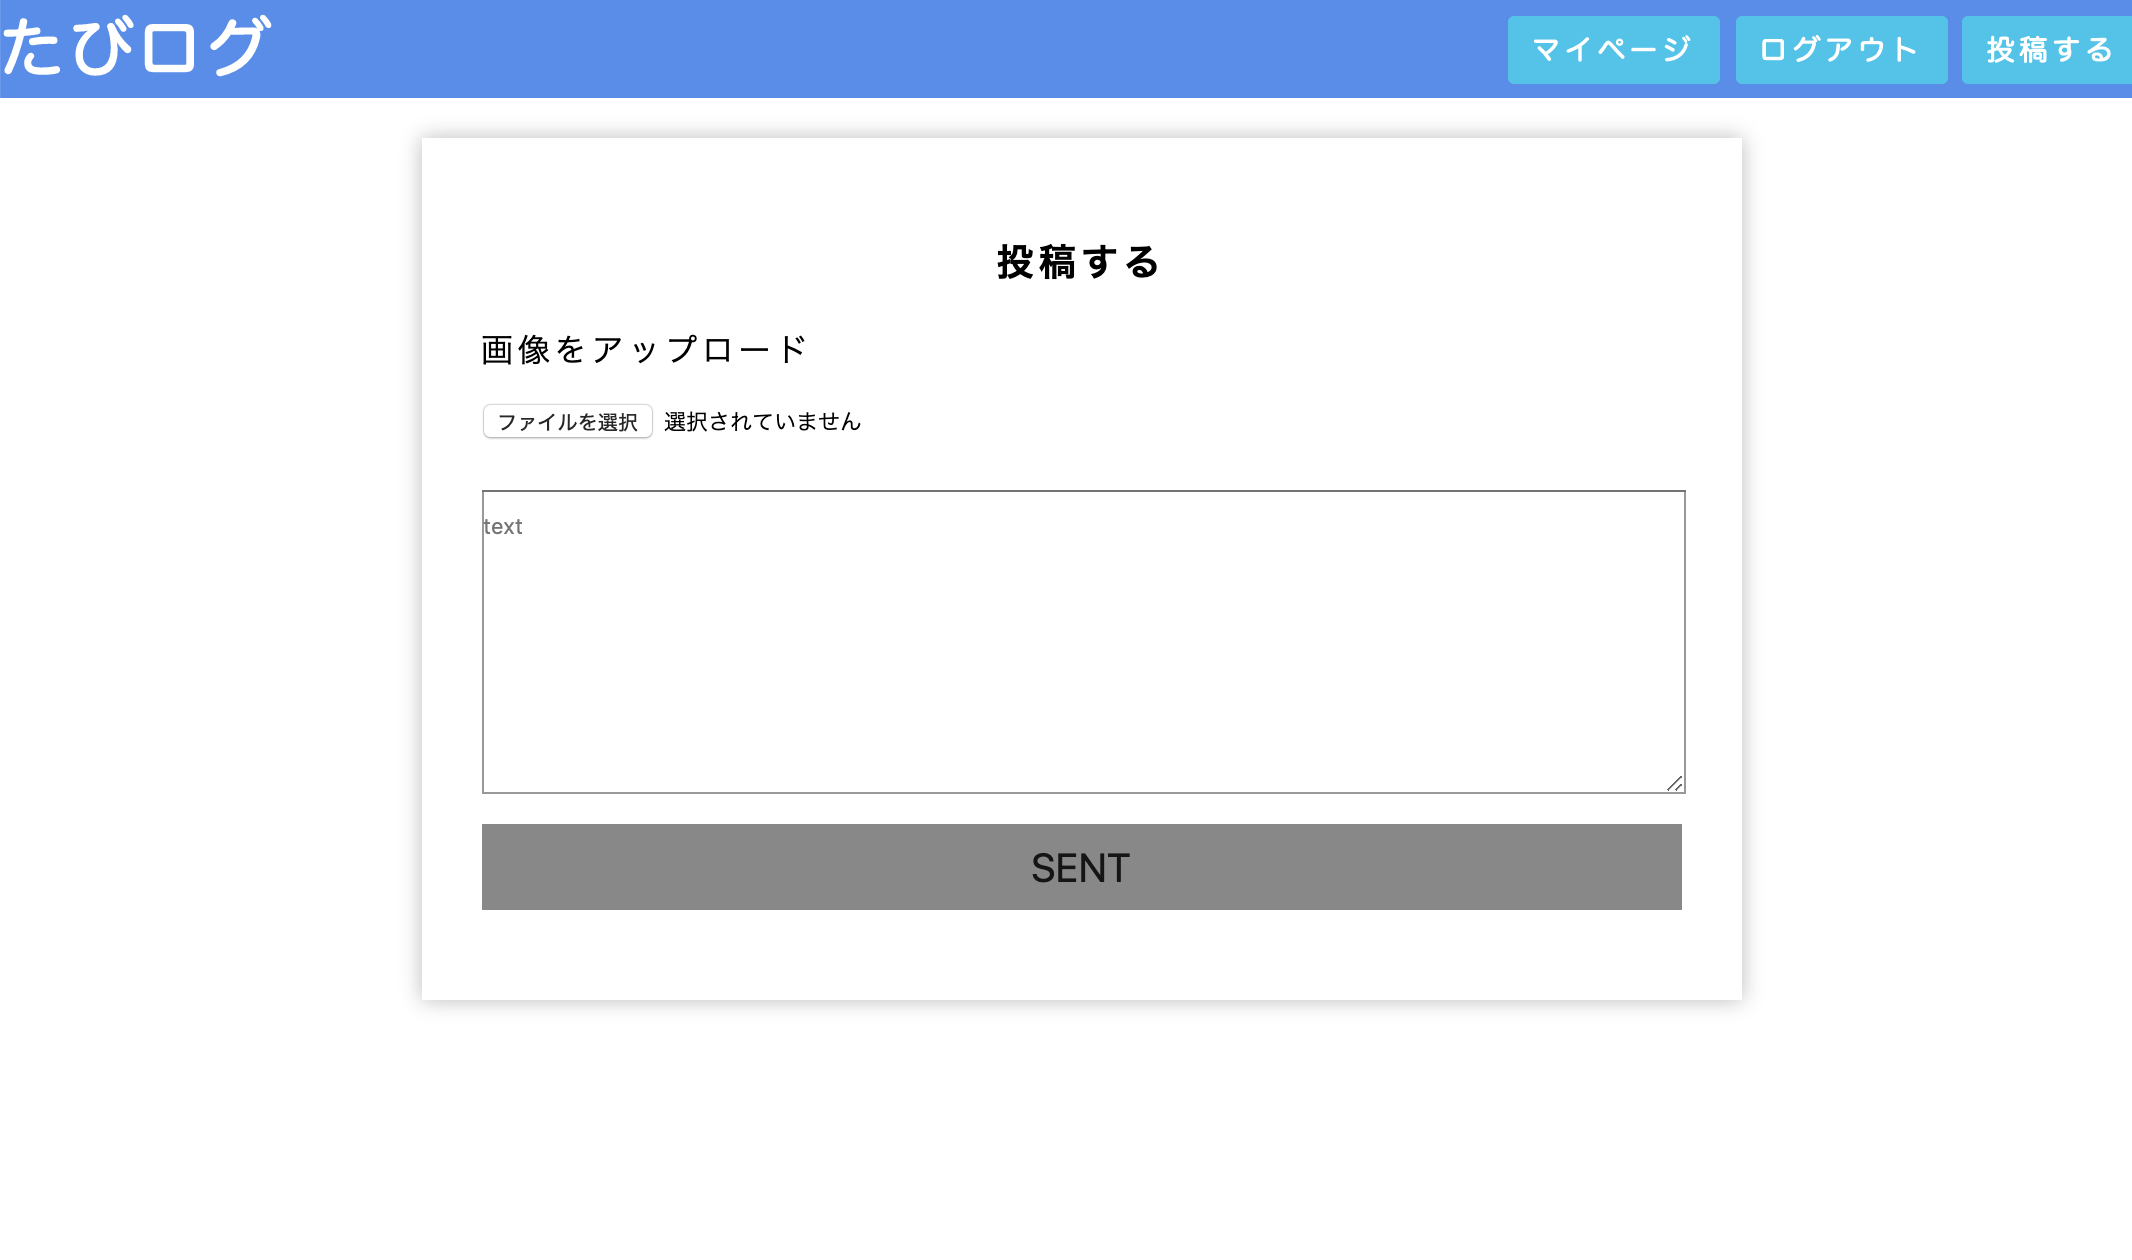 たびログ
マイページ ログアウト 投稿する
投稿する
画像をアップロード
ファイルを選択 選択されていません
text
SENT